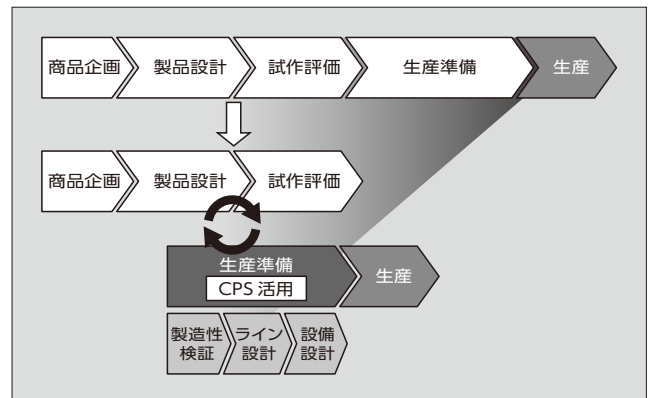 商品企画 製品設計 試作評価 生産準備 生産
商品企画 製品設計 試作評価
生産準備
CPS 活用
生産
製造性
検証
ライン
設計
設備
設計